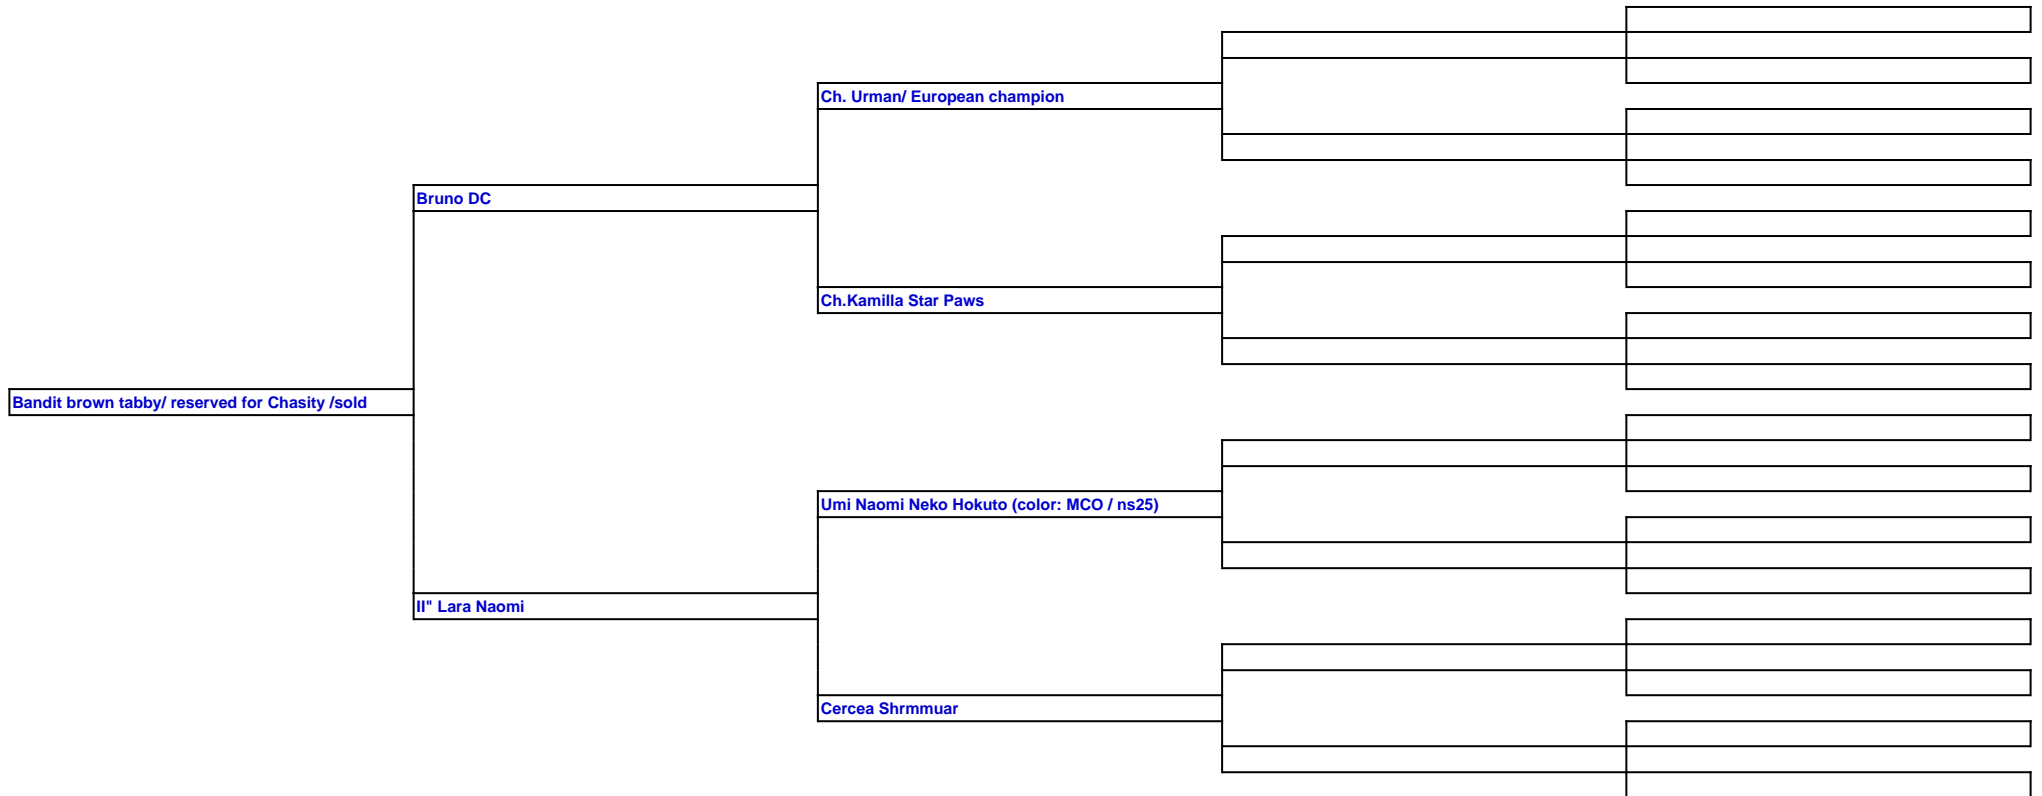 Ch. Urman/ European champion
Bruno DC
Ch.Kamilla Star Paws
Bandit brown tabby/ reserved for Chasity /sold
Umi Naomi Neko Hokuto (color: MCO / ns25)
II" Lara Naomi
Cercea Shrmmuar